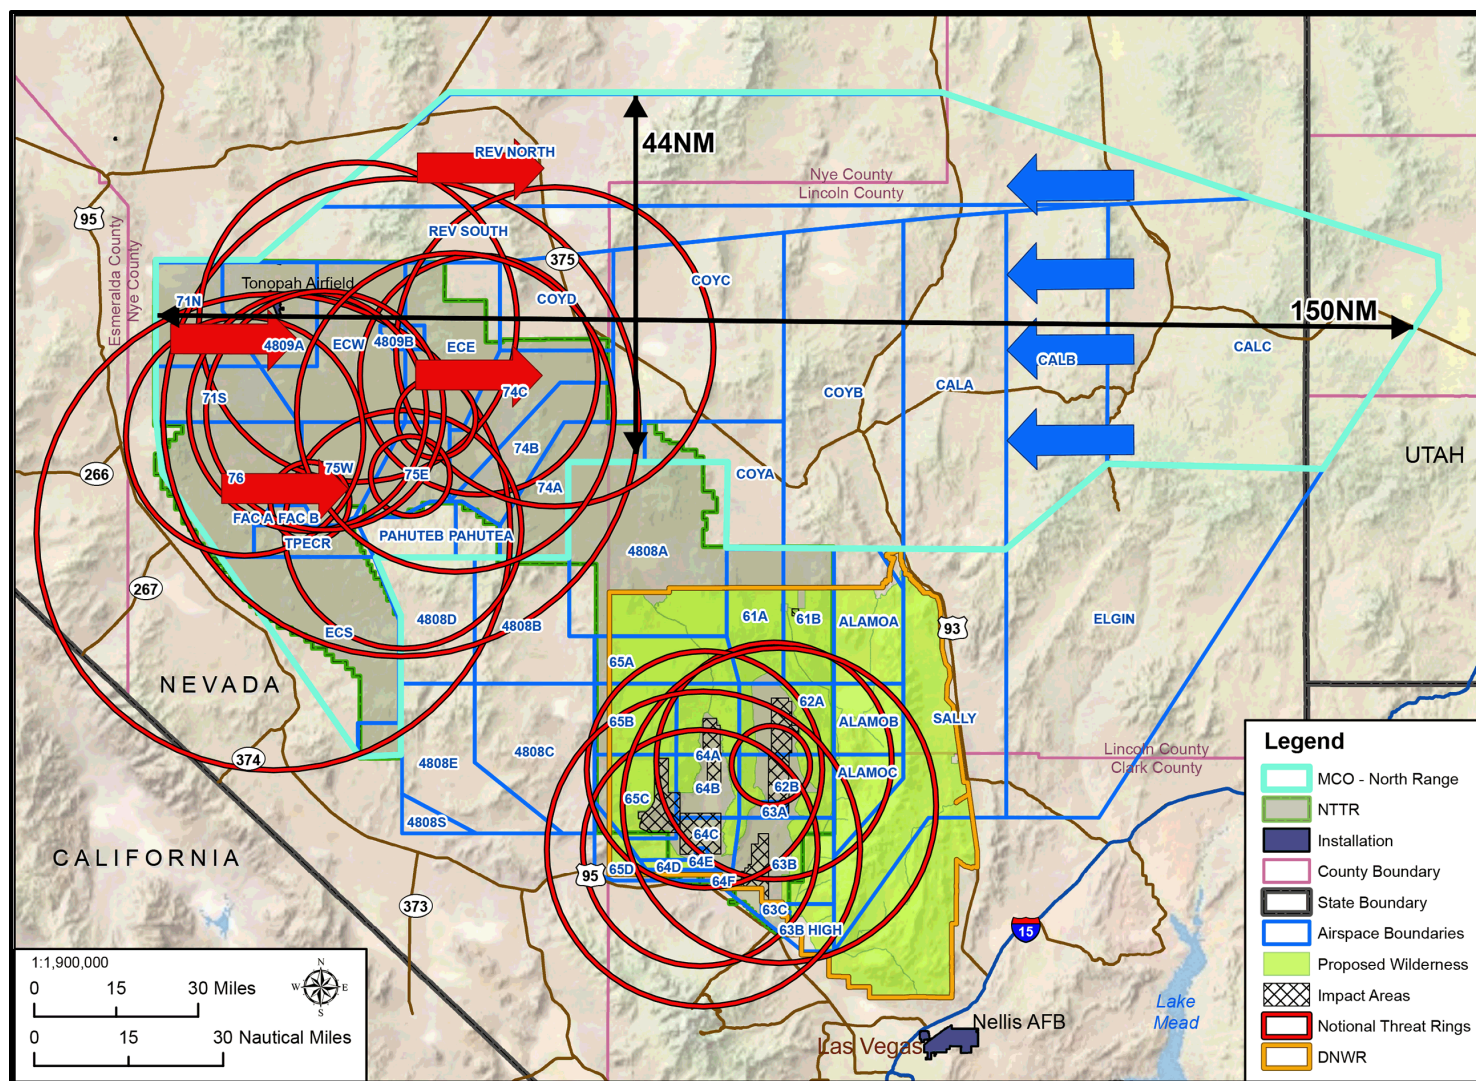 REV NORTH
44NM
Nye County
Lincoln County
95
Esmeralda County
Nye County
REV SOUTH
375
Tonopah Airfield
COYC
COYD
71N
150NM
4809A
ECW
4809B
ECE
CALC
CALB
CALA
COYB
71S
74C
74B
UTAH
266
76
75W
75E
74A
COYA
FAC A
FAC B
TPECR
PAHUTEB
PAHUTEA
4808A
267
ECS
4808D
4808B
61A
61B
ALAMOA
93
ELGIN
NEVADA
65A
62A
65B
ALAMOB
SALLY
374
4808E
4808C
64A
ALAMOC
Lincoln County
Clark County
64B
62B
65C
63A
4808S
64C
CALIFORNIA
95
65D
64D
64E
63B
64F
373
63C
63B HIGH
15
Lake
Mead
Nellis AFB
Las Vegas
1:1,900,000
0 15 30 Miles
0 15 30 Nautical Miles
N
W E
S
Legend
MCO - North Range
NTTR
Installation
County Boundary
State Boundary
Airspace Boundaries
Proposed Wilderness
Impact Areas
Notional Threat Rings
DNWR